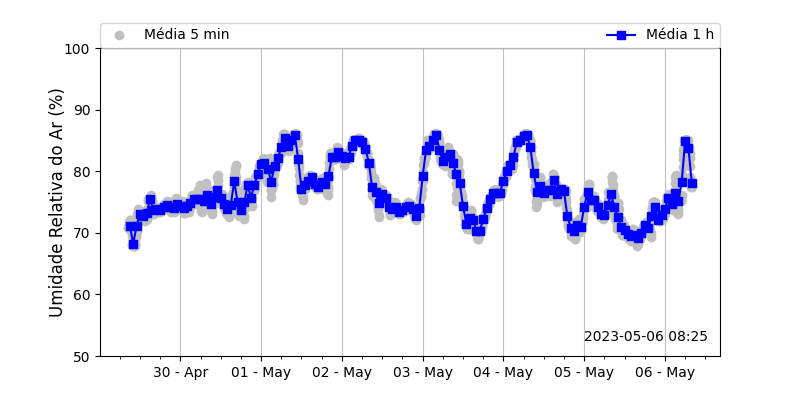 Média 5 min
Média 1 h
Umidade Relativa do Ar (%)
100
90
80
70
60
50
2023-05-06 08:25
30 - Apr
01 - May
02 - May
03 - May
04 - May
05 - May
06 - May